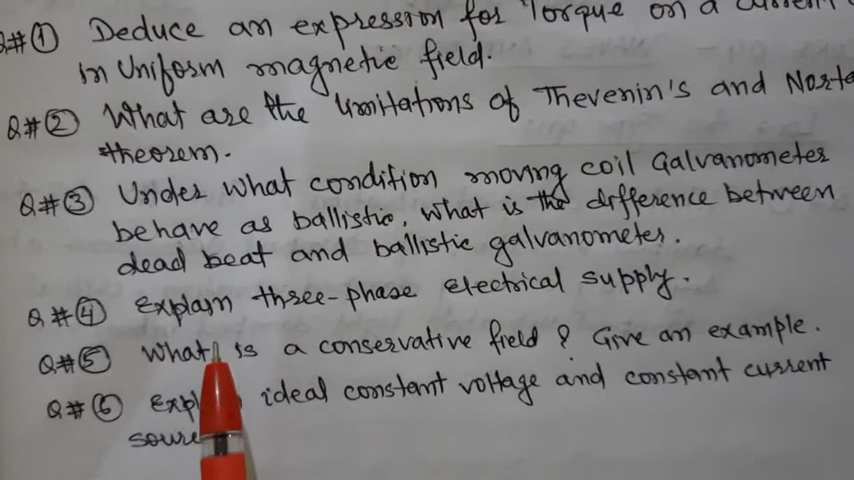 Q#① Deduce an expression for Torque on a current
in Uniform magnetic field.
Q#② What are the limitations of Thevenin's and
theorem.
Q#③ Under what condition moving coil Galvanometer
behave as ballistic. What is the difference between
dead beat and ballistic galvanometer.
Q#④ Explain three-phase electrical supply.
Q#⑤ What is a conservative field? Give an example.
Q#⑥ ideal constant voltage and constant current